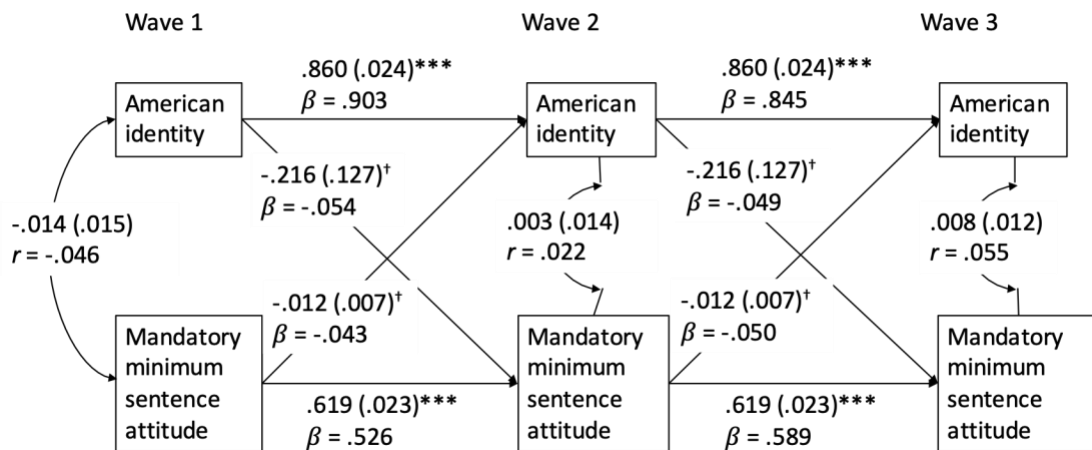 Wave 1
Wave 2
Wave 3
.860 (.024)***
β = .903
.860 (.024)***
β = .845
American
identity
American
identity
American
identity
-.216 (.127)†
β = -.054
-.216 (.127)†
β = -.049
-.014 (.015)
r = -.046
.003 (.014)
r = .022
.008 (.012)
r = .055
-.012 (.007)†
β = -.043
-.012 (.007)†
β = -.050
Mandatory
minimum
sentence
attitude
Mandatory
minimum
sentence
attitude
Mandatory
minimum
sentence
attitude
.619 (.023)***
β = .526
.619 (.023)***
β = .589